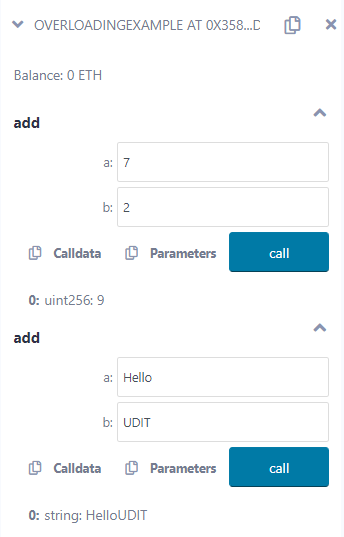 OVERLOADINGEXAMPLE AT 0X358...D
Balance: 0 ETH
add
a: 7
b: 2
Calldata Parameters call
0: uint256: 9
add
a: Hello
b: UDIT
Calldata Parameters call
0: string: HelloUDIT